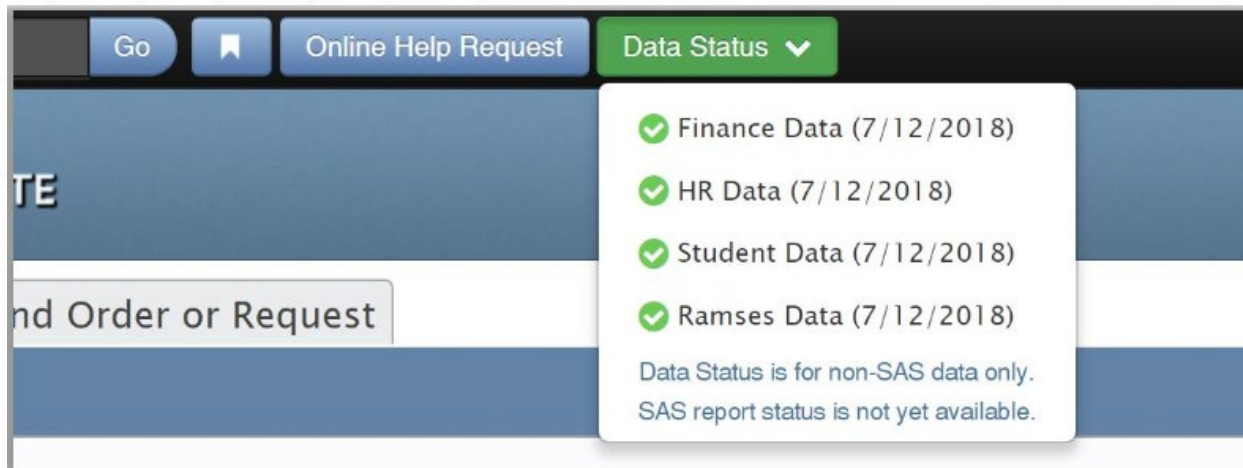 Go
Online Help Request
Data Status
Finance Data (7/12/2018)
HR Data (7/12/2018)
TE
Student Data (7/12/2018)
nd Order or Request
Ramses Data (7/12/2018)
Data Status is for non-SAS data only.
SAS report status is not yet available.